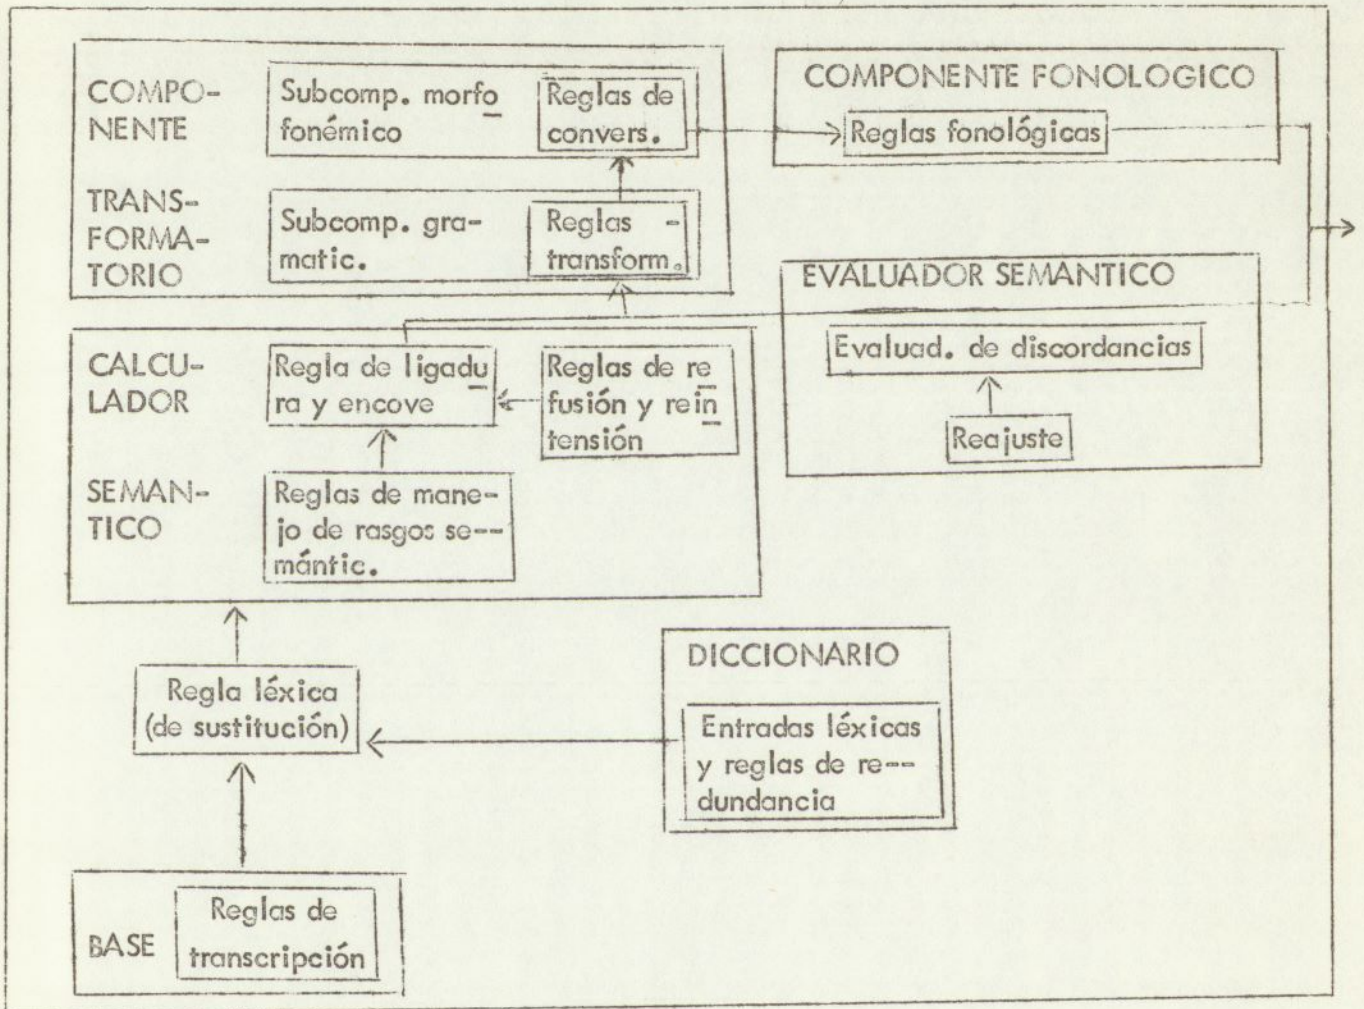 COMPO-
NENTE
TRANS-
FORMA-
TORIO
Subcomp. morfo
fonémico
Reglas de
convers.
Subcomp. gra-
matic.
Reglas -
transform.
COMPONENTE FONOLOGICO
Reglas fonológicas
EVALUADOR SEMANTICO
Evaluad. de discordancias
Reajuste
CALCU-
LADOR
SEMAN-
TICO
Regla de ligadu
ra y encove
Reglas de re
fusión y rein
tensión
Reglas de mane-
jo de rasgos se--
mántic.
Regla léxica
(de sustitución)
DICCIONARIO
Entradas léxicas
y reglas de re--
dundancia
BASE
Reglas de
transcripción